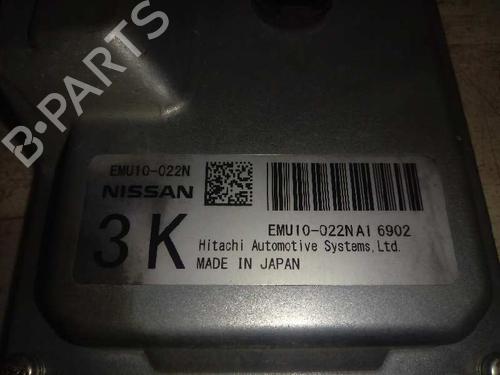 B-PARTS
EMU10-022N
NISSAN
3K
EMU10-022NA1 6902
Hitachi Automotive Systems,Ltd.
MADE IN JAPAN